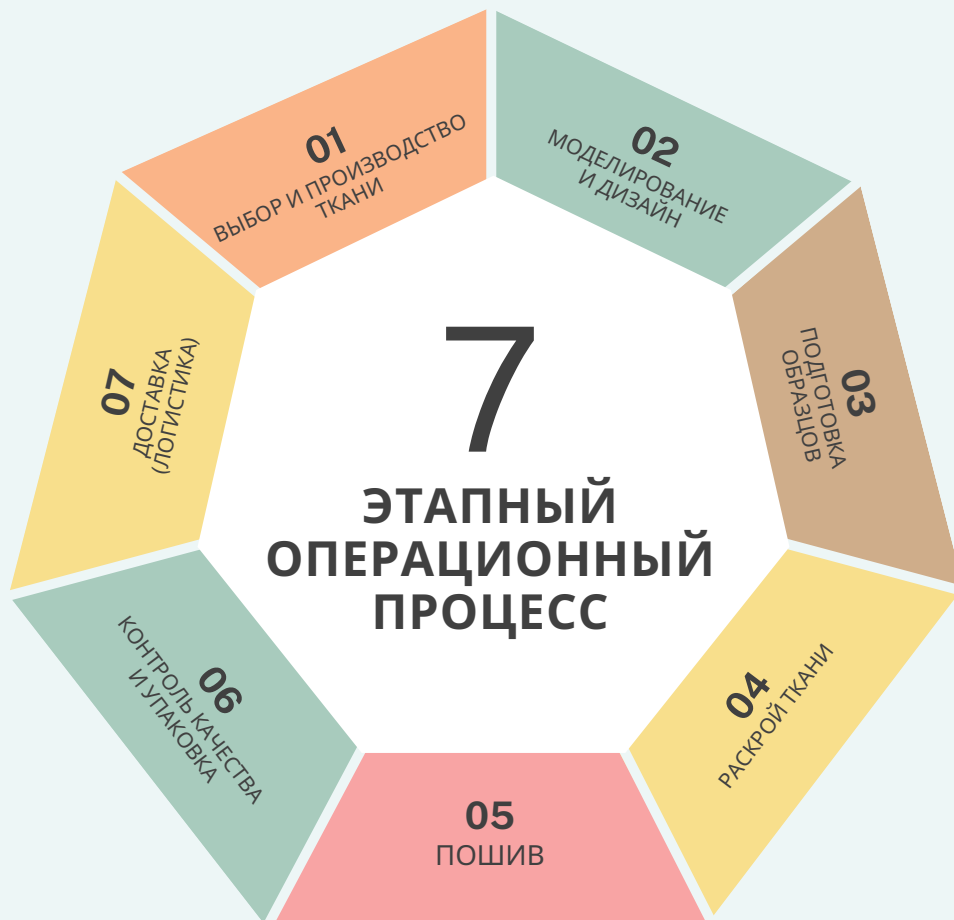 7
ЭТАПНЫЙ
ОПЕРАЦИОННЫЙ
ПРОЦЕСС
01
ВЫБОР И ПРОИЗВОДСТВО
ТКАНИ
02
МОДЕЛИРОВАНИЕ
И ДИЗАЙН
03
ПОДГОТОВКА
ОБРАЗЦОВ
04
РАСКРОЙ ТКАНИ
05
ПОШИВ
06
КОНТРОЛЬ КАЧЕСТВА
И УПАКОВКА
07
ДОСТАВКА
(ЛОГИСТИКА)